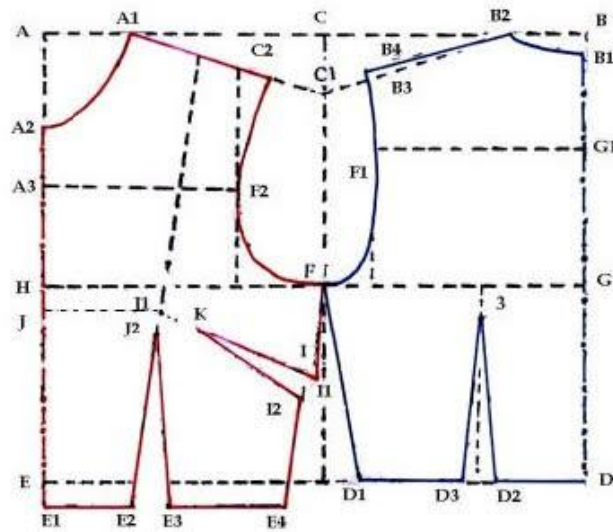 A A1 C B2 B
C2 C1 B4 B3 B1
A2
G1
A3 F2 F1
H F G
J J1 K 3
J2 I
I1
I2
E D
D1 D3 D2
E1 E2 E3 E4